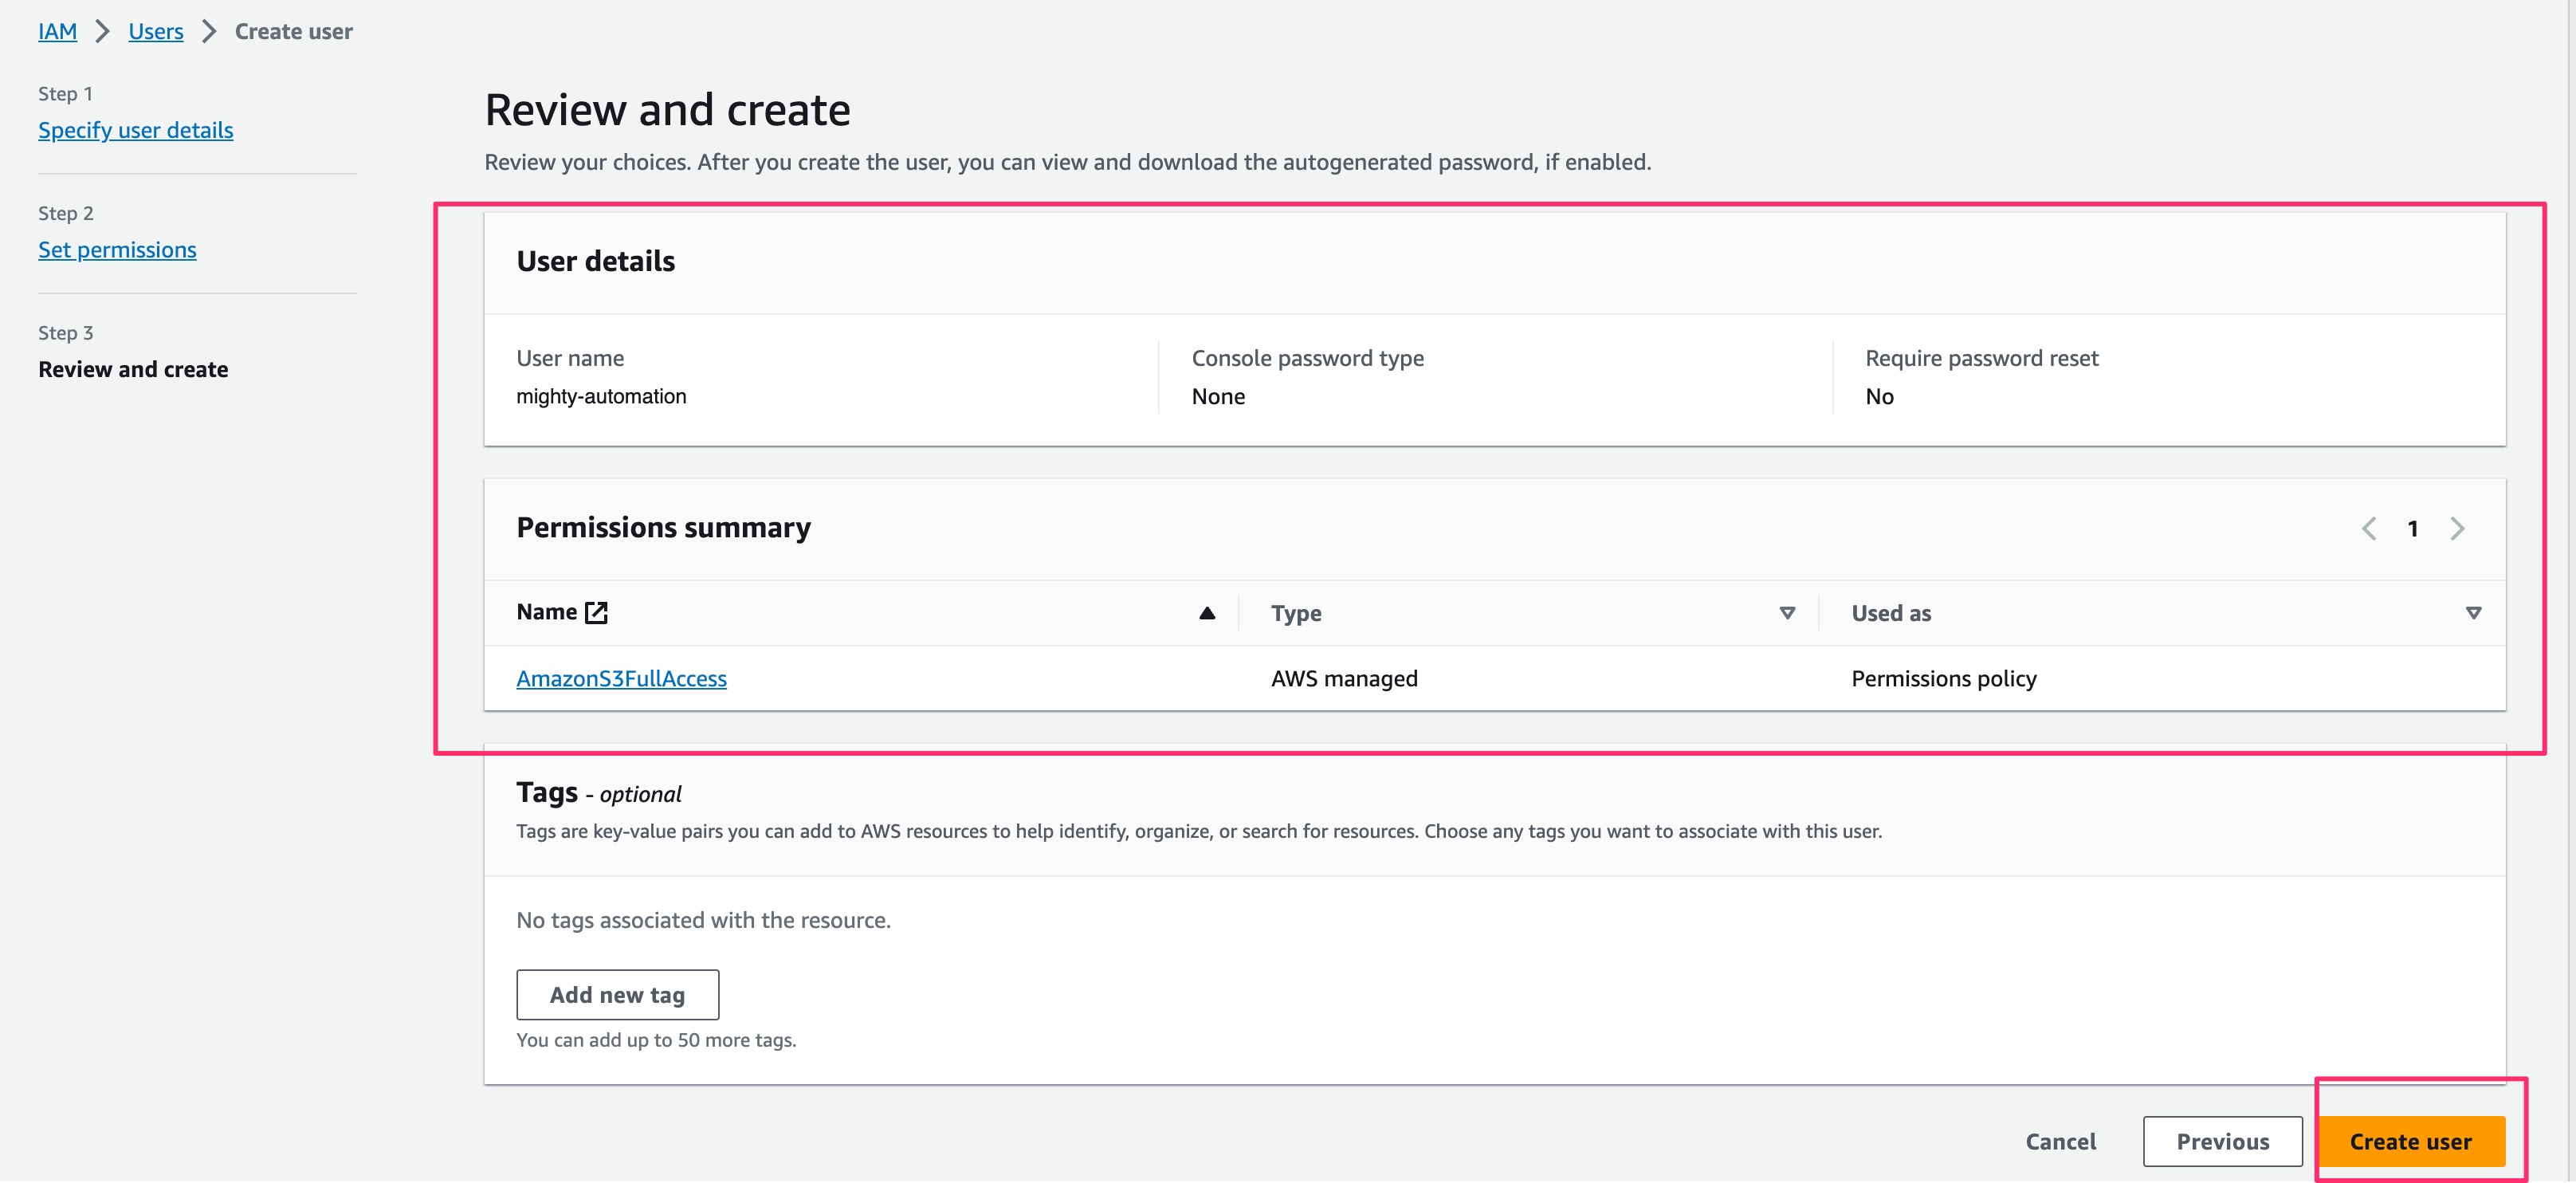 IAM > Users > Create user
Step 1
Specify user details
Step 2
Set permissions
Step 3
Review and create
Review and create
Review your choices. After you create the user, you can view and download the autogenerated password, if enabled.
User details
User name
mighty-automation
Console password type
None
Require password reset
No
Permissions summary
1
Name Type Used as
AmazonS3FullAccess AWS managed Permissions policy
Tags - optional
Tags are key-value pairs you can add to AWS resources to help identify, organize, or search for resources. Choose any tags you want to associate with this user.
No tags associated with the resource.
Add new tag
You can add up to 50 more tags.
Cancel Previous Create user